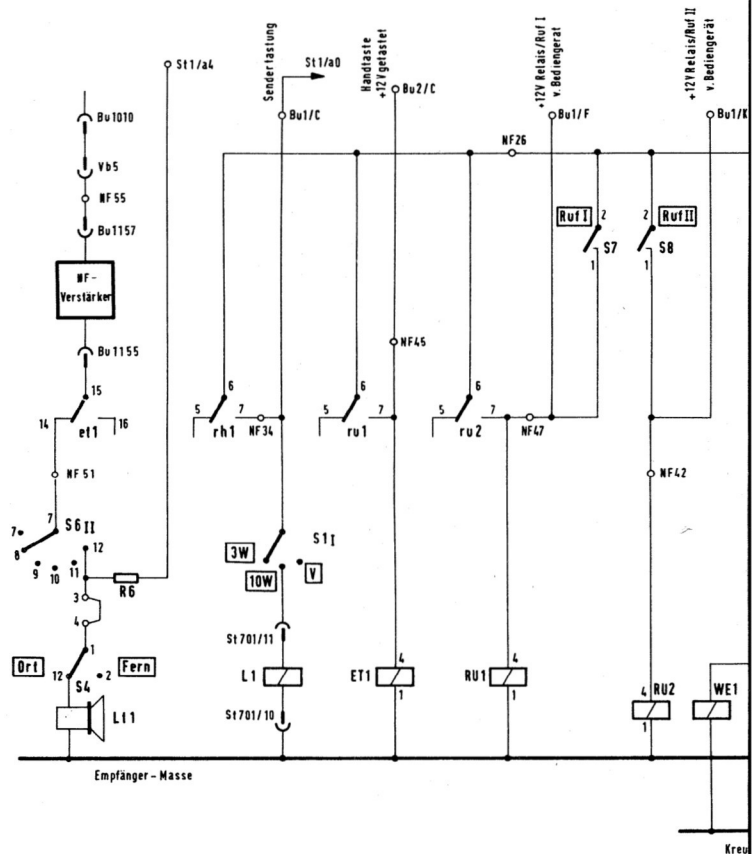 St1/a4
Sendertastung
St1/a0
Bu1/C
Handtaste
+12V getastet
Bu2/C
+12V Relais/Ruf I
v. Bediengerät
Bu1/F
+12V Relais/Ruf II
v. Bediengerät
Bu1/K
Bu1010
Vb5
NF55
Bu1157
NF-
Verstärker
Bu1155
NF26
Ruf I
2
S7
1
2
Ruf II
S8
1
NF45
15
14
16
et1
6
5
7
rh1
NF34
6
5
7
ru1
6
5
7
ru2
NF47
NF51
NF42
7
S6 II
7
8
9
10
11
12
R6
3
4
3W
10W
V
S1 I
St701/11
1
Ort
12
2
Fern
S4
Lt1
L1
St701/10
ET1
4
1
RU1
4
1
4
RU2
1
WE1
Empfänger-Masse
Kreu